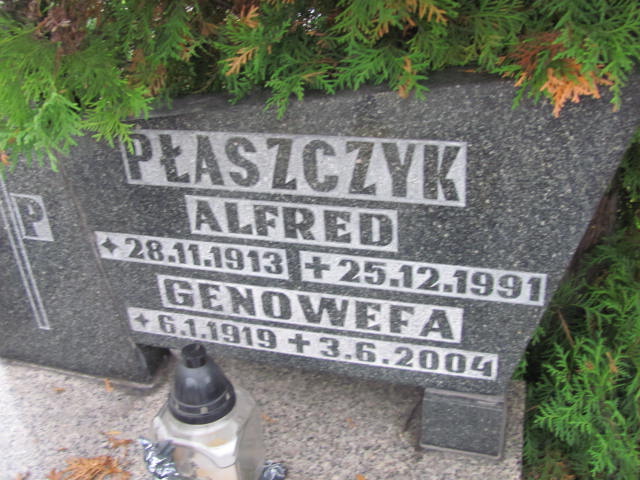 P
PŁASZCZYK
ALFRED
✦28.11.1913 +25.12.1991
GENOWEFA
✦6.1.1919 +3.6.2004